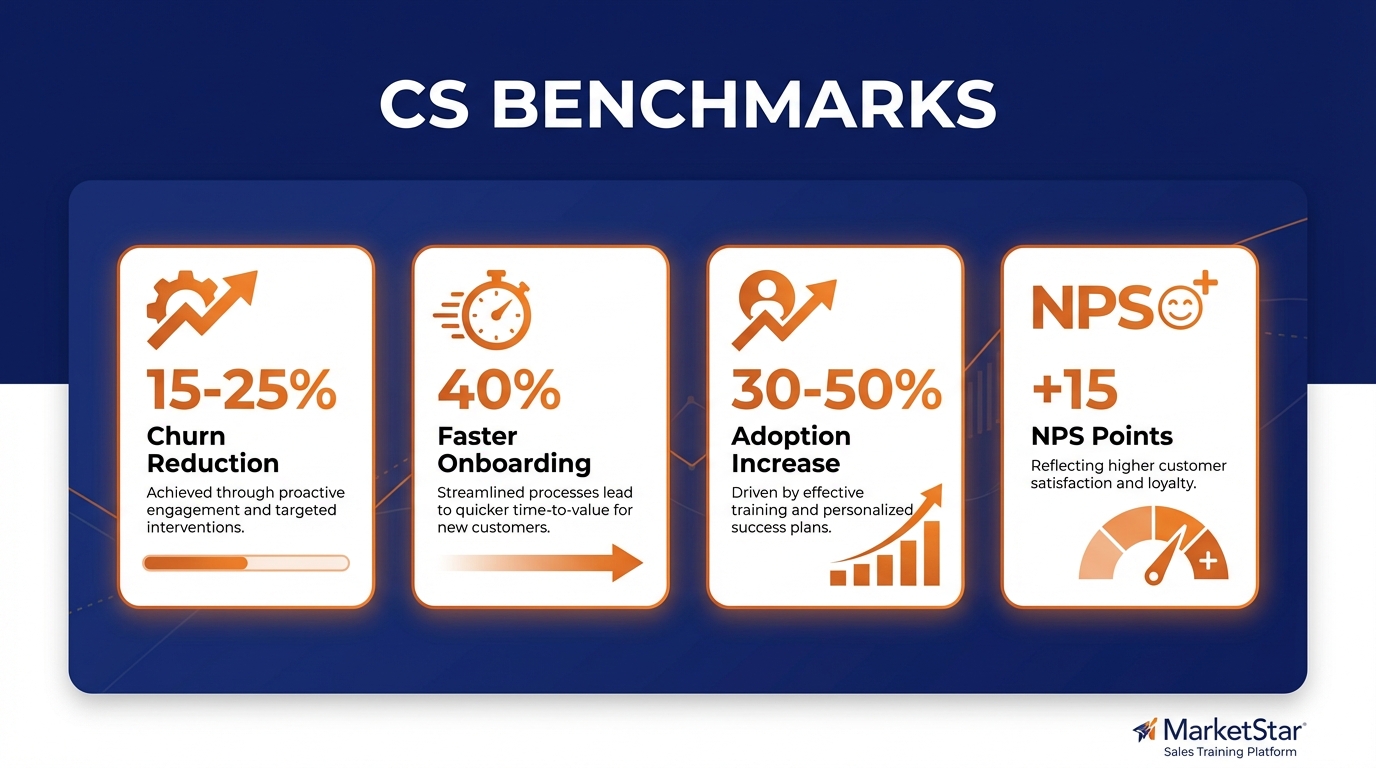 CS BENCHMARKS
15-25%
Churn
Reduction
Achieved through proactive
engagement and targeted
interventions.
40%
Faster
Onboarding
Streamlined processes lead
to quicker time-to-value for
new customers.
30-50%
Adoption
Increase
Driven by effective
training and personalized
success plans.
NPS
+15
NPS Points
Reflecting higher customer
satisfaction and loyalty.
MarketStar
Sales Training Platform